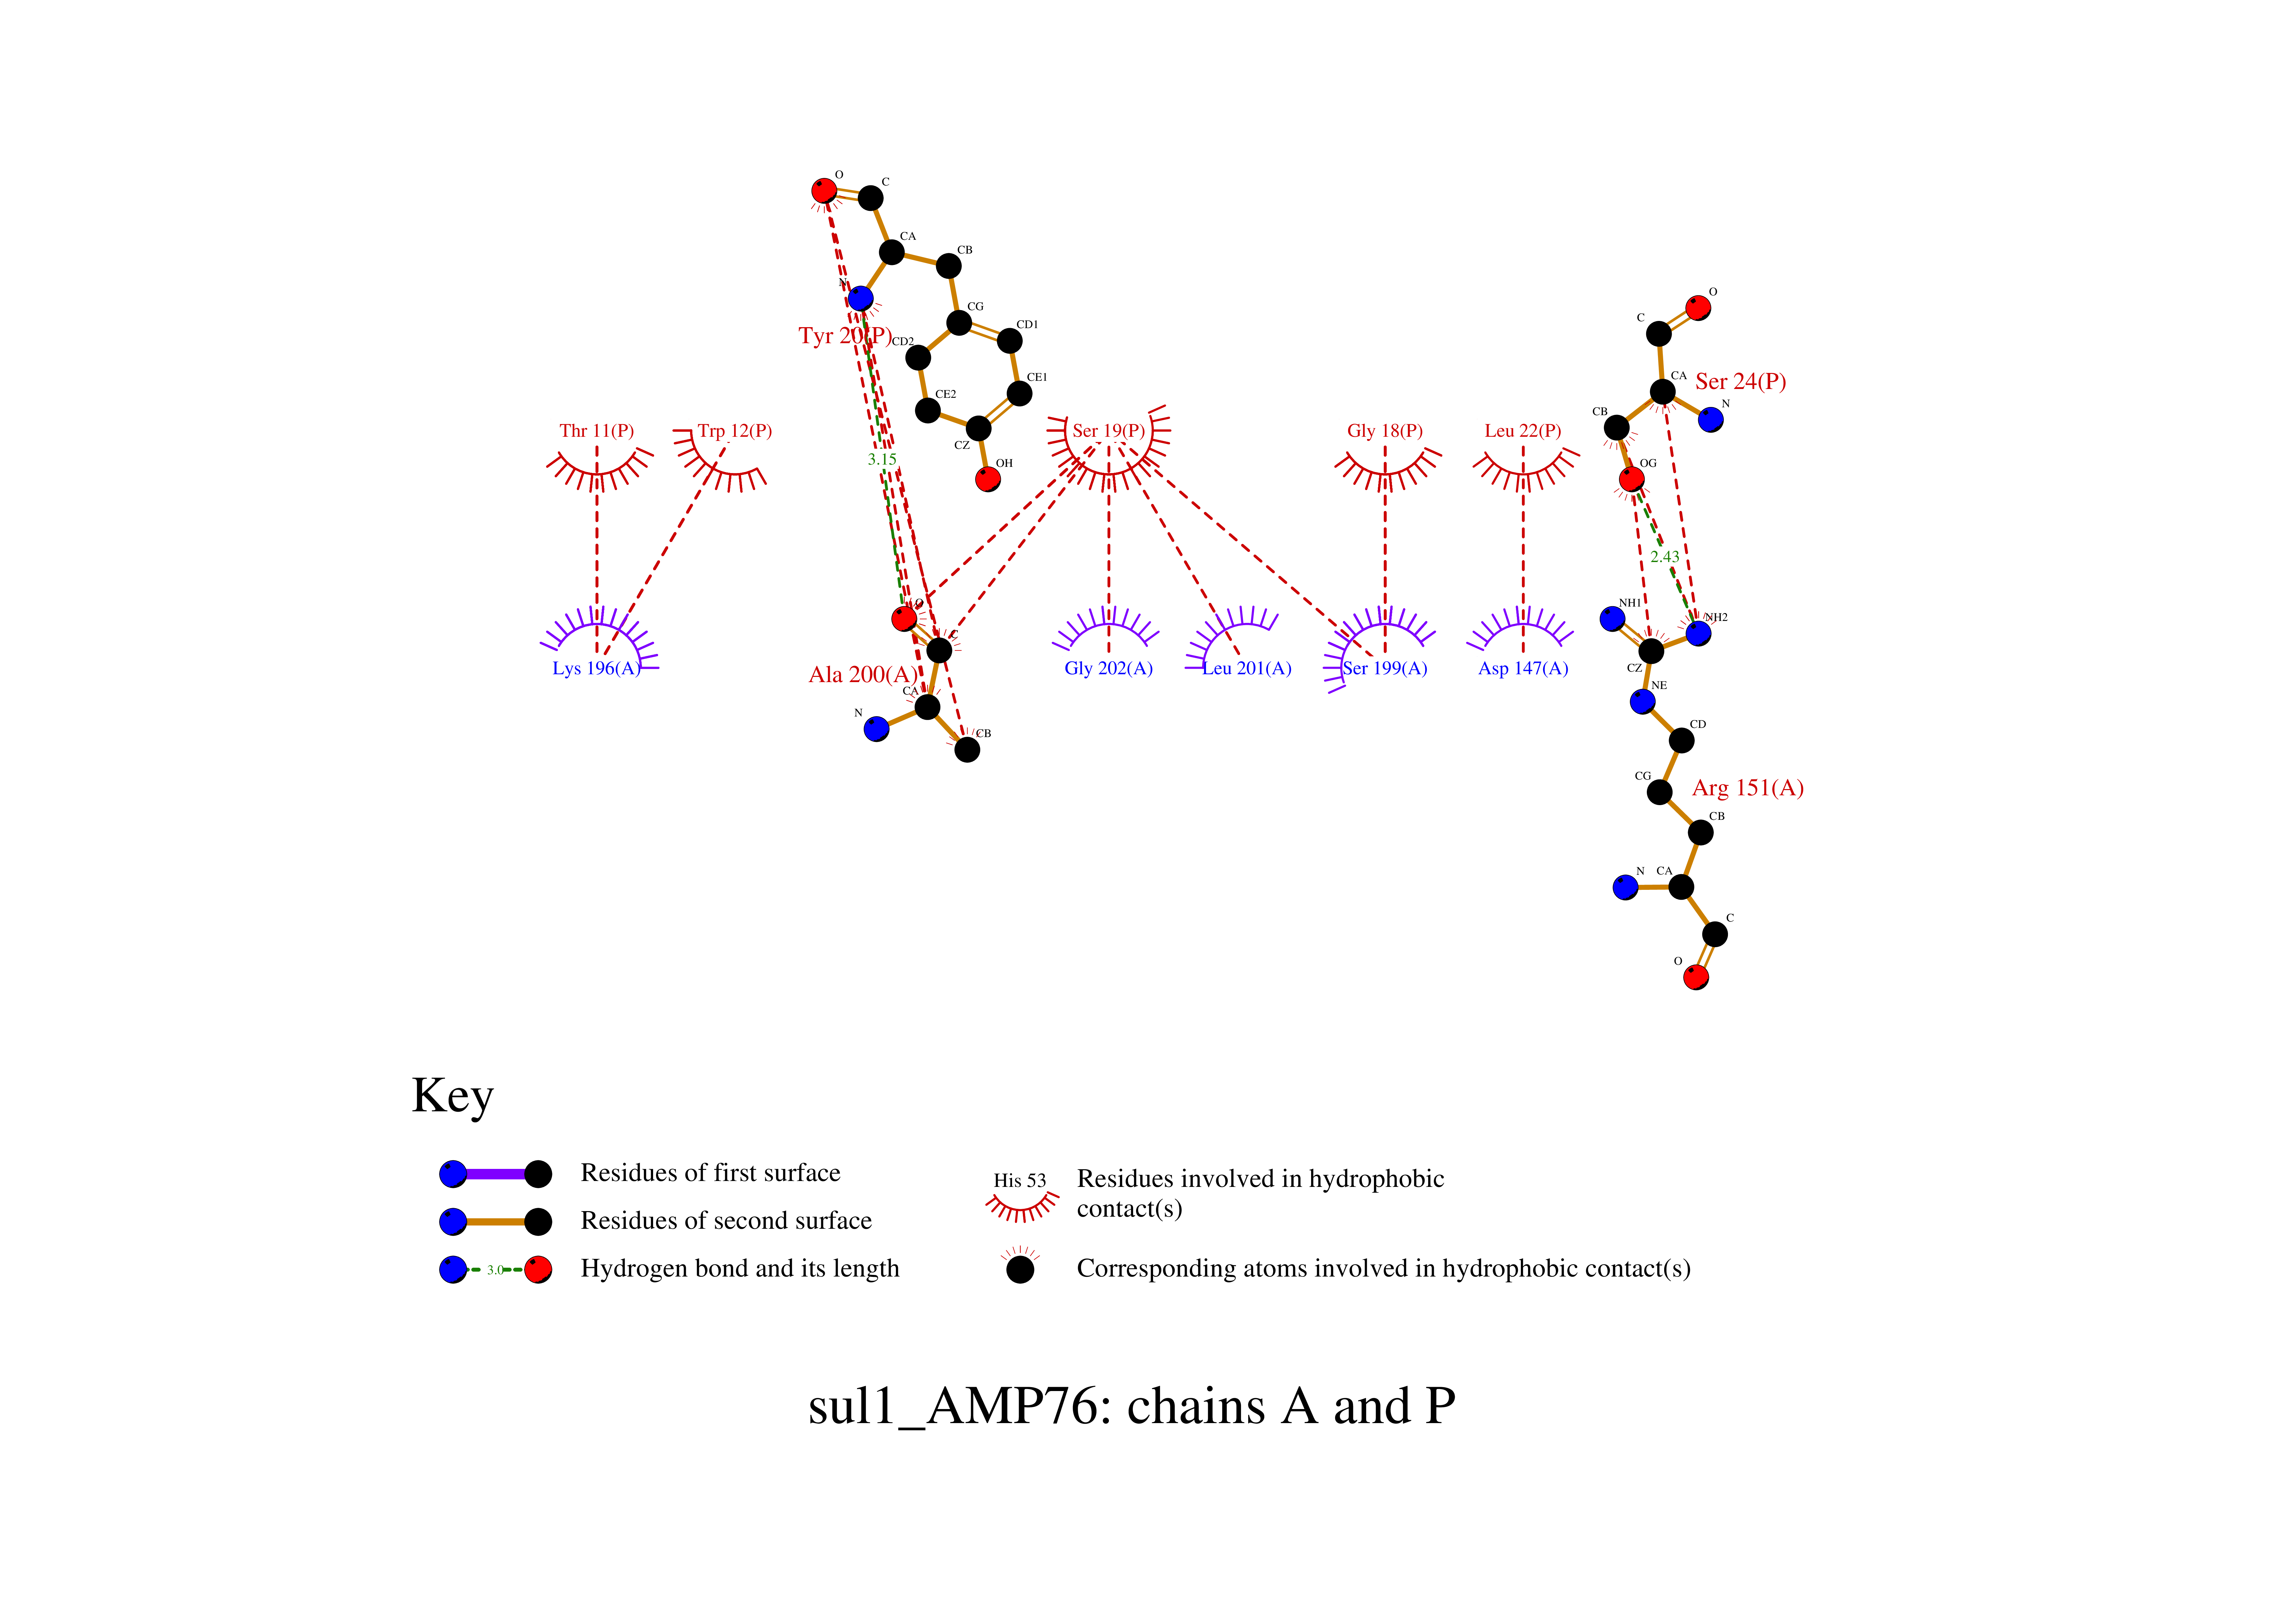 O
C
CA
CB
N
CG
Tyr 20(P)
CD2
CD1
CE1
CE2
CZ
OH
O
C
CA
Ser 24(P)
N
CB
OG
Thr 11(P)
Trp 12(P)
Ser 19(P)
Gly 18(P)
Leu 22(P)
3.15
2.43
O
C
NH1
NH2
CZ
Lys 196(A)
Ala 200(A)
Gly 202(A)
Leu 201(A)
Ser 199(A)
Asp 147(A)
CA
N
CB
NE
CD
CG
Arg 151(A)
CB
N
CA
C
O
Key
Residues of first surface
Residues of second surface
3.0
Hydrogen bond and its length
His 53
Residues involved in hydrophobic
contact(s)
Corresponding atoms involved in hydrophobic contact(s)
sul1_AMP76: chains A and P